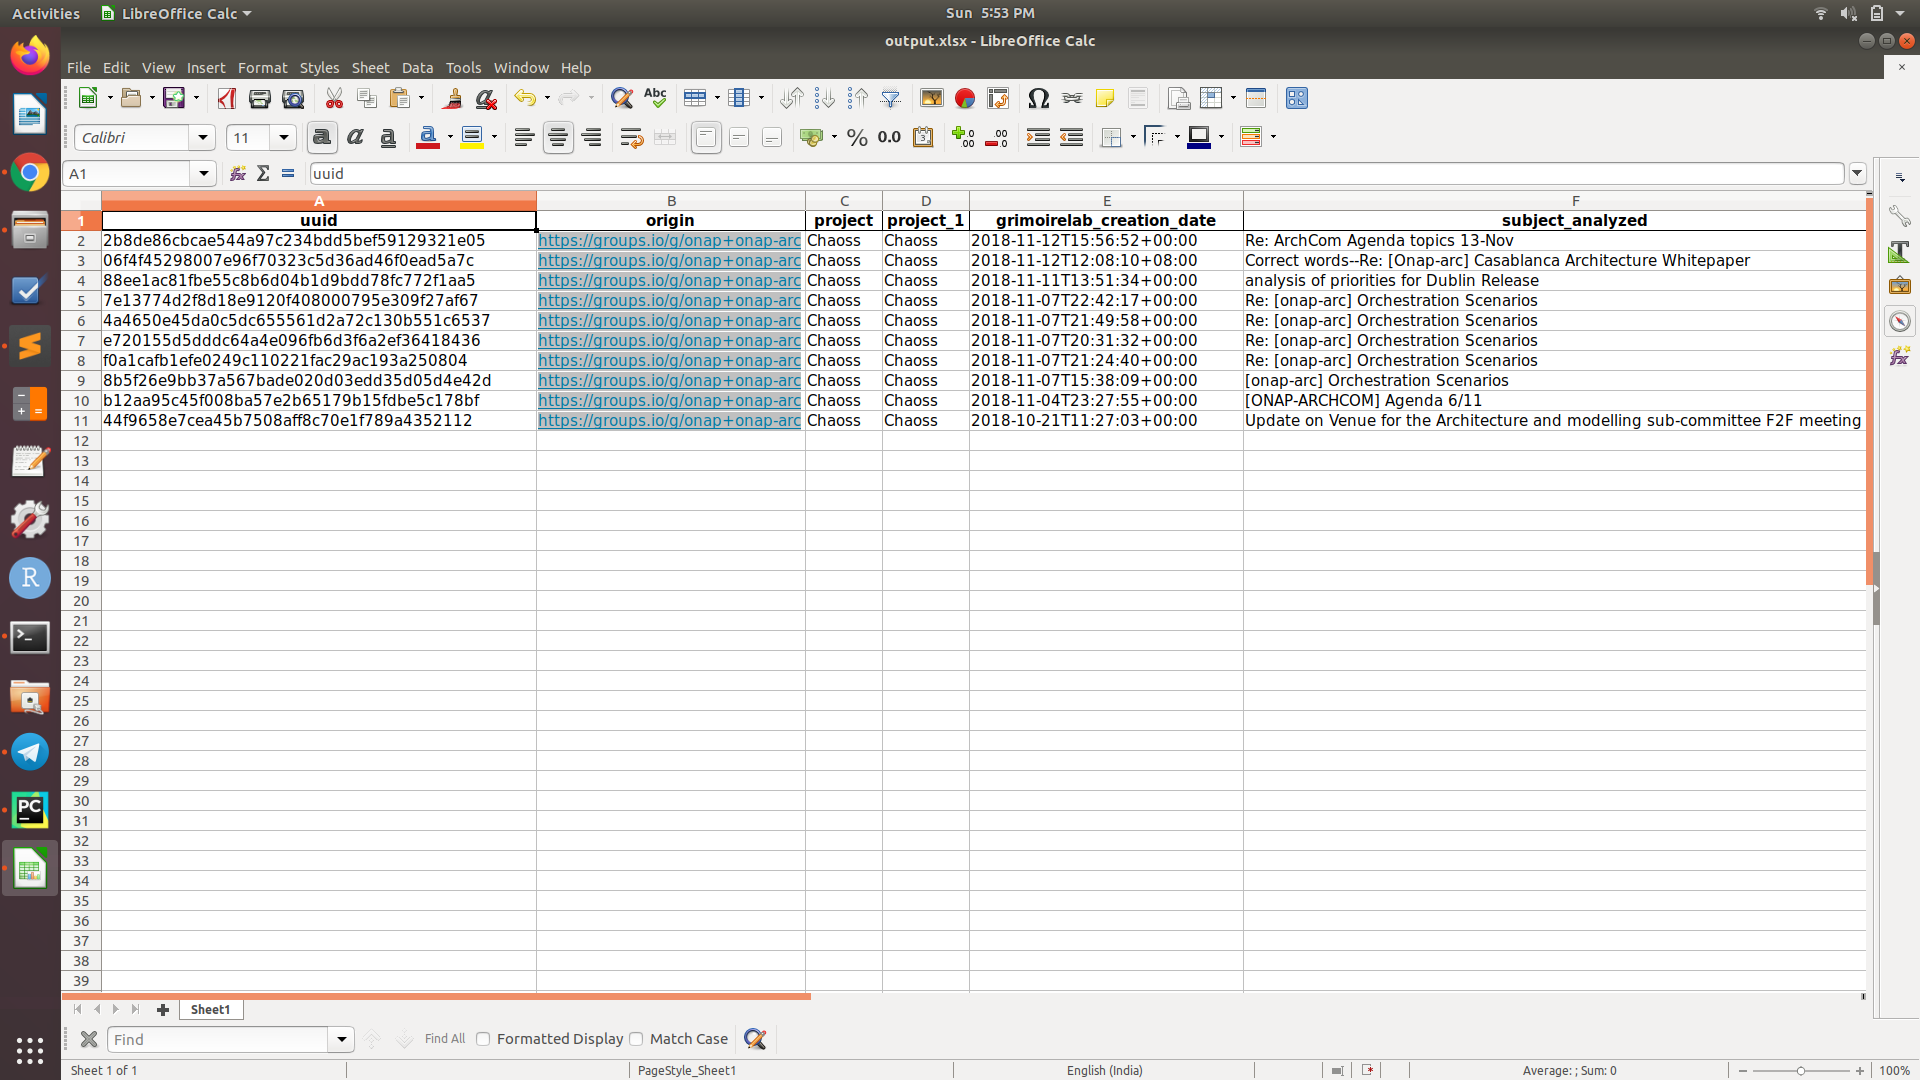 Activities LibreOffice Calc Sun 5:53 PM
output.xlsx - LibreOffice Calc
File Edit View Insert Format Styles Sheet Data Tools Window Help
Calibri 11 a a a a % 0.0
A1 uuid
A B C D E F
1 uuid origin project project_1 grimoirelab_creation_date subject_analyzed
2 2b8de86cbcae544a97c234bdd5bef59129321e05 https://groups.io/g/onap+onap-arc Chaoss Chaoss 2018-11-12T15:56:52+00:00 Re: ArchCom Agenda topics 13-Nov
3 06f4f45298007e96f70323c5d36ad46f0ead5a7c https://groups.io/g/onap+onap-arc Chaoss Chaoss 2018-11-12T12:08:10+08:00 Correct words--Re: [Onap-arc] Casablanca Architecture Whitepaper
4 88ee1ac81fbe55c8b6d04b1d9bdd78fc772f1aa5 https://groups.io/g/onap+onap-arc Chaoss Chaoss 2018-11-11T13:51:34+00:00 analysis of priorities for Dublin Release
5 7e13774d2f8d18e9120f408000795e309f27af67 https://groups.io/g/onap+onap-arc Chaoss Chaoss 2018-11-07T22:42:17+00:00 Re: [onap-arc] Orchestration Scenarios
6 4a4650e45da0c5dc655561d2a72c130b551c6537 https://groups.io/g/onap+onap-arc Chaoss Chaoss 2018-11-07T21:49:58+00:00 Re: [onap-arc] Orchestration Scenarios
7 e720155d5dddc64a4e096fb6d3f6a2ef36418436 https://groups.io/g/onap+onap-arc Chaoss Chaoss 2018-11-07T20:31:32+00:00 Re: [onap-arc] Orchestration Scenarios
8 f0a1cafb1efe0249c110221fac29ac193a250804 https://groups.io/g/onap+onap-arc Chaoss Chaoss 2018-11-07T21:24:40+00:00 Re: [onap-arc] Orchestration Scenarios
9 8b5f26e9bb37a567bade020d03edd35d05d4e42d https://groups.io/g/onap+onap-arc Chaoss Chaoss 2018-11-07T15:38:09+00:00 [onap-arc] Orchestration Scenarios
10 b12aa95c45f008ba57e2b65179b15fdbe5c178bf https://groups.io/g/onap+onap-arc Chaoss Chaoss 2018-11-04T23:27:55+00:00 [ONAP-ARCHCOM] Agenda 6/11
11 44f9658e7cea45b7508aff8c70e1f789a4352112 https://groups.io/g/onap+onap-arc Chaoss Chaoss 2018-10-21T11:27:03+00:00 Update on Venue for the Architecture and modelling sub-committee F2F meeting
12
13
14
15
16
17
18
19
20
21
22
23
24
25
26
27
28
29
30
31
32
33
34
35
36
37
38
39
Sheet1
Find Find All Formatted Display Match Case
Sheet 1 of 1 PageStyle_Sheet1 English (India) Average: ; Sum: 0 100%